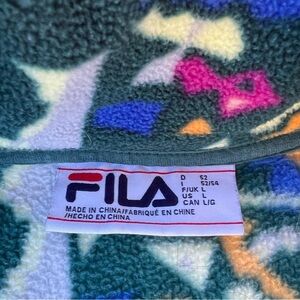 FILA
D 52
I 52/54
F/UK L
US L
CAN L/G
MADE IN CHINA/FABRIQUÉ EN CHINE
/HECHO EN CHINA